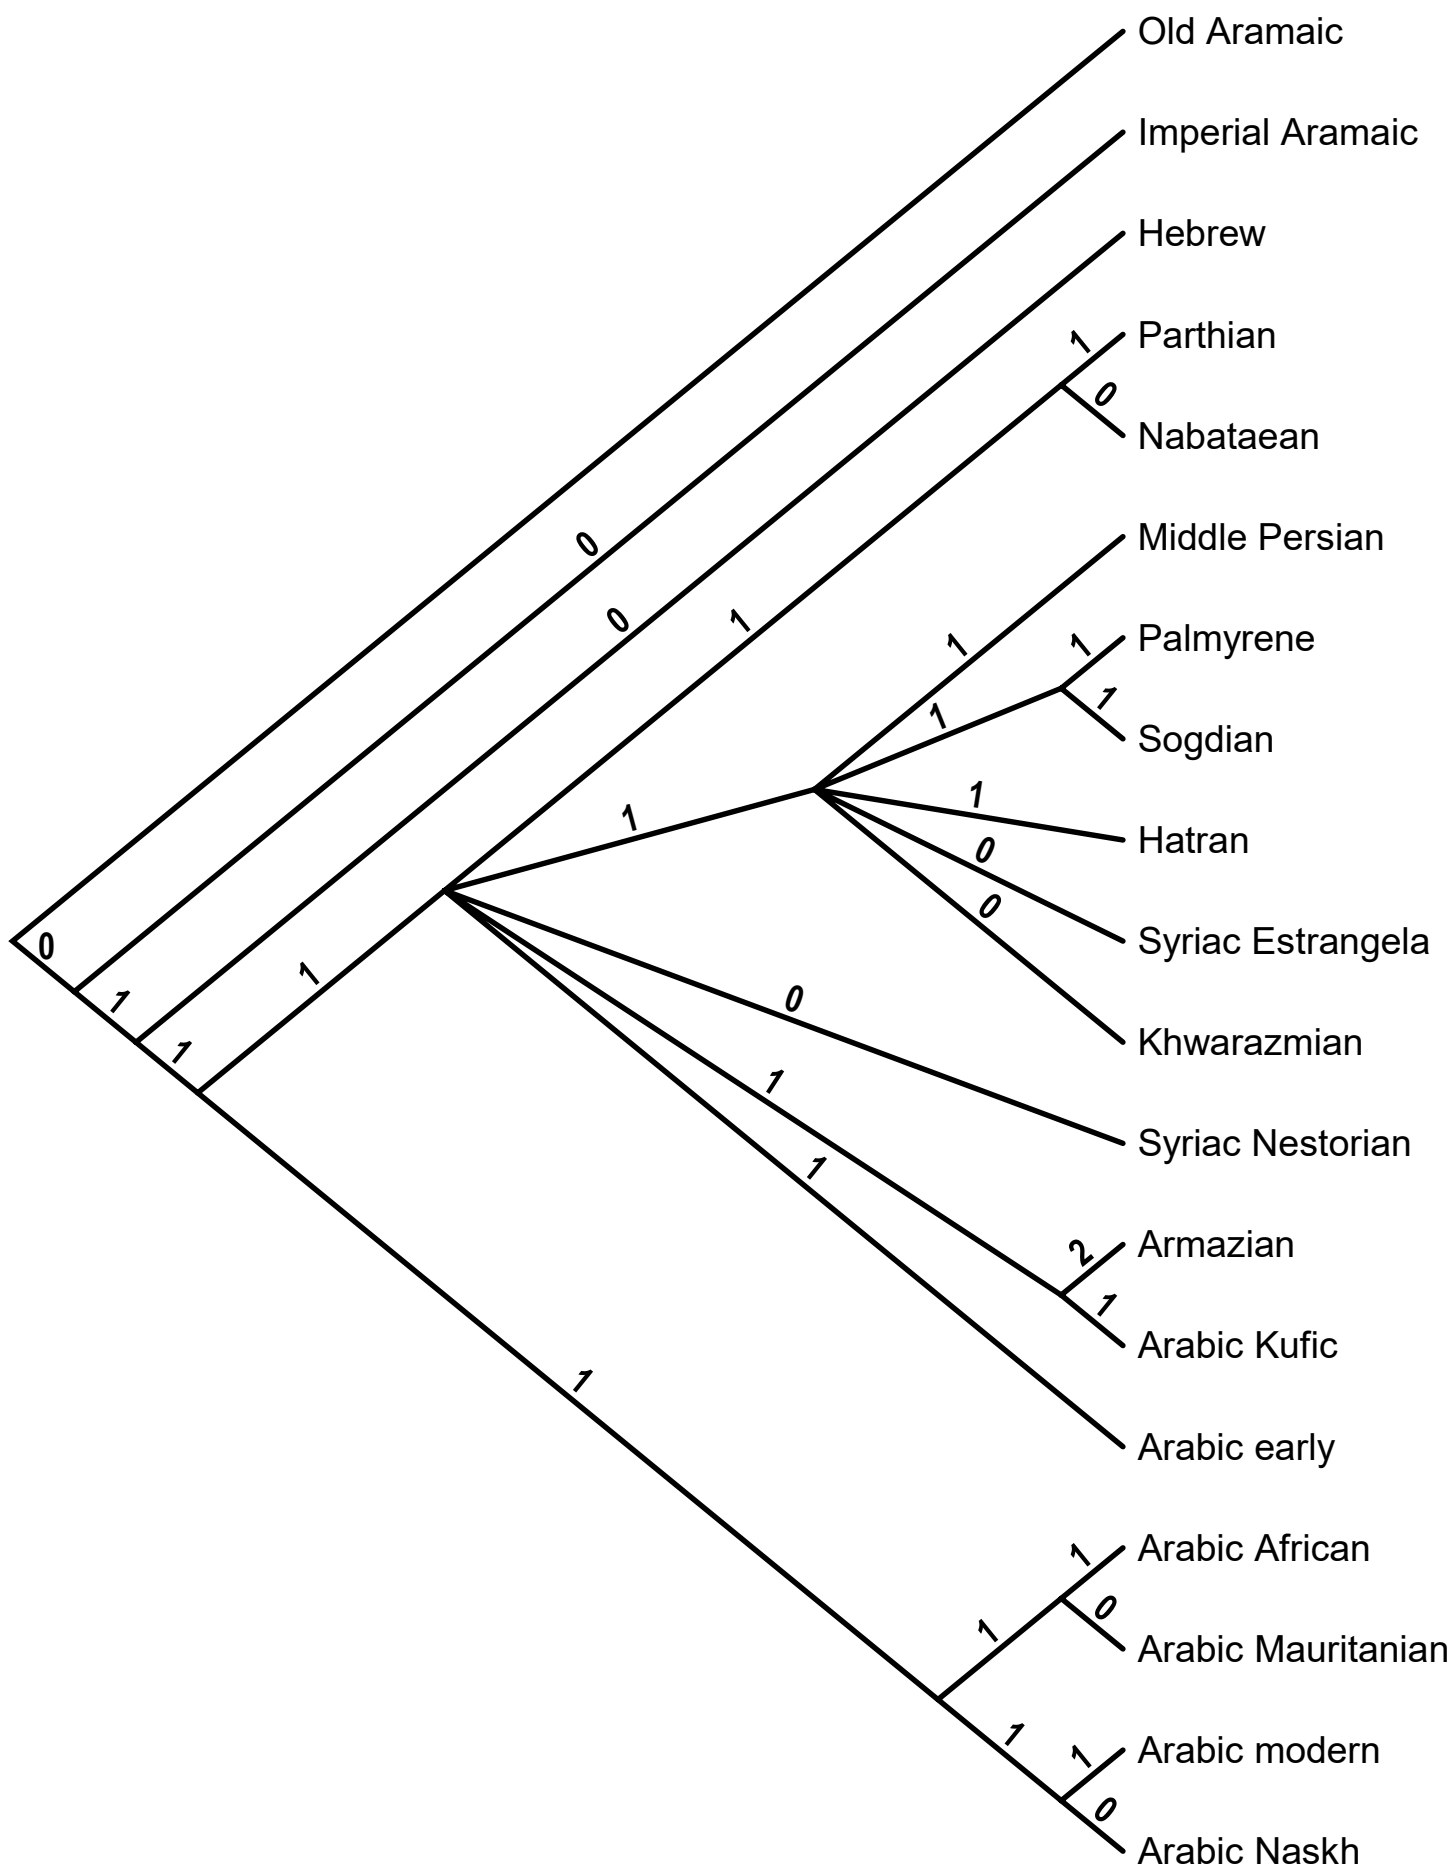 Old Aramaic
Imperial Aramaic
Hebrew
1 Parthian
0
Nabataean
0
Middle Persian
0
1
1
1 Palmyrene
1
1
Sogdian
1
1
Hatran
0
0
Syriac Estrangela
0
1
1
0
Khwarazmian
1
1
Syriac Nestorian
1
2 Armazian
1
Arabic Kufic
1
Arabic early
1 Arabic African
0
1
Arabic Mauritanian
1
1 Arabic modern
0
Arabic Naskh